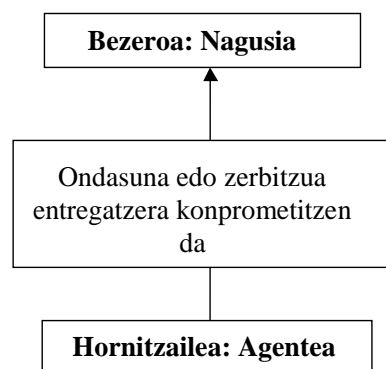 Bezeroa: Nagusia
Ondasuna edo zerbitzua
entregatzera konprometitzen
da
Hornitzailea: Agentea